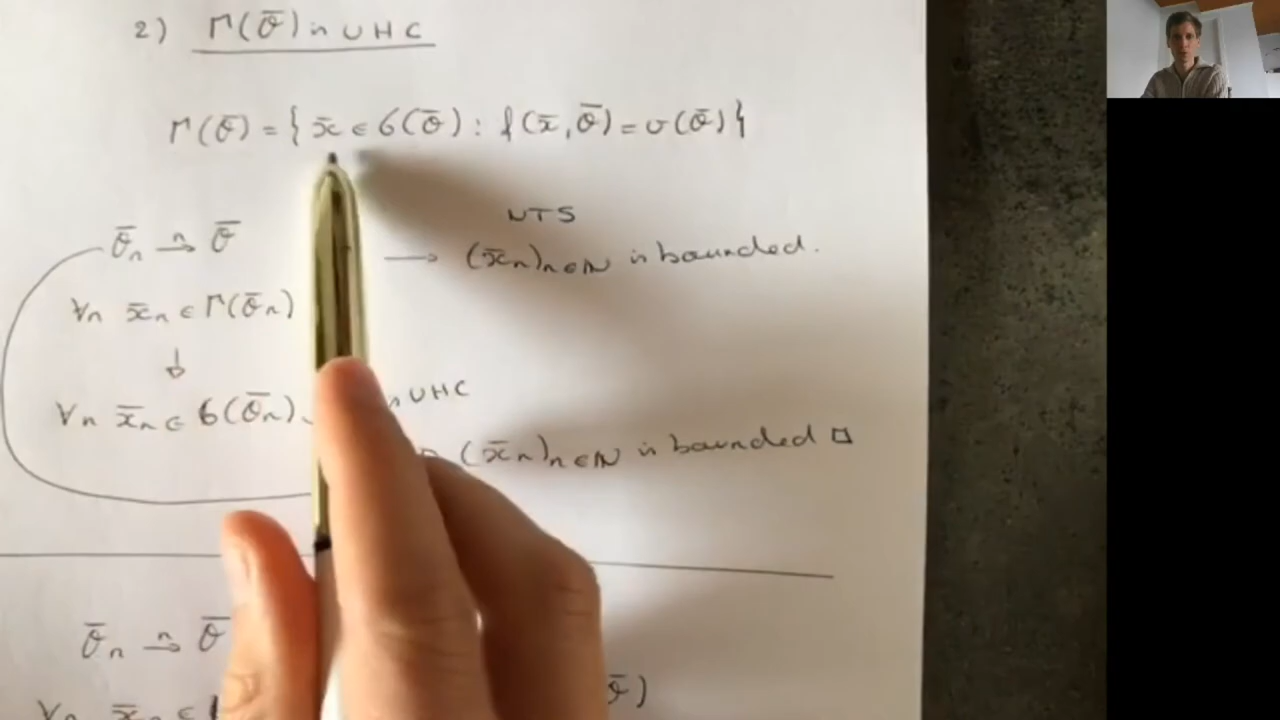 2) Γ(θ̄) is UHC
Γ(θ̄) = { x̄ ∈ G(θ̄) : f(x̄, θ̄) = v(θ̄) }
NTS
θ̄n →ⁿ θ̄ → (x̄n)n∈ℕ is bounded.
∀n x̄n ∈ Γ(θ̄n)
↓
∀n x̄n ∈ G(θ̄n) UHC
(x̄n)n∈ℕ is bounded □
θ̄n →ⁿ θ̄
∀n x̄n ∈ θ̄)